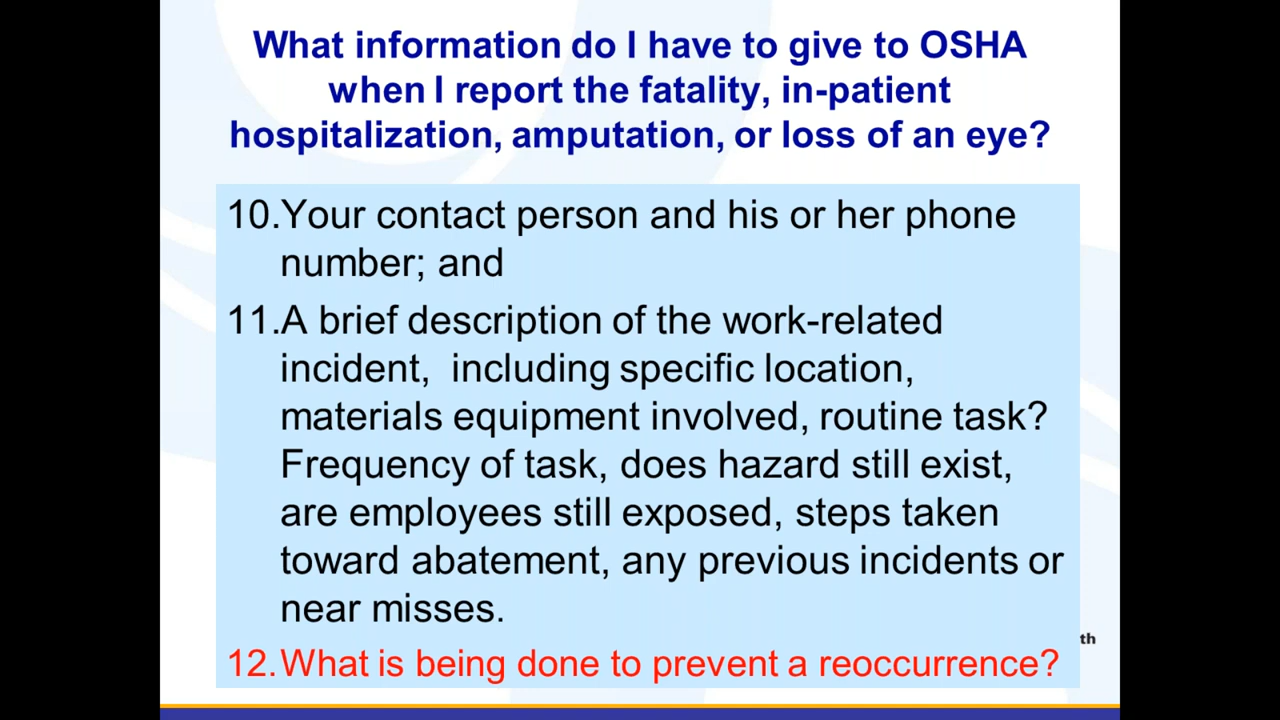 What information do I have to give to OSHA
when I report the fatality, in-patient
hospitalization, amputation, or loss of an eye?
10.Your contact person and his or her phone
number; and
11.A brief description of the work-related
incident,  including specific location,
materials equipment involved, routine task?
Frequency of task, does hazard still exist,
are employees still exposed, steps taken
toward abatement, any previous incidents or
near misses.
th
12.What is being done to prevent a reoccurrence?